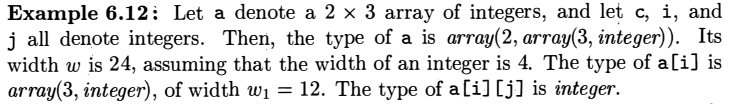 Example 6.12: Let a denote a 2 × 3 array of integers, and let c, i, and
j all denote integers. Then, the type of a is array(2, array(3, integer)). Its
width w is 24, assuming that the width of an integer is 4. The type of a[i] is
array(3, integer), of width w₁ = 12. The type of a[i][j] is integer.